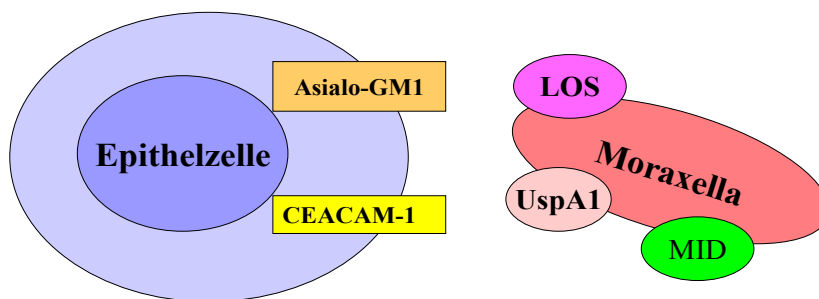 Asialo-GM1
Epithelzelle
CEACAM-1
LOS
Moraxella
UspA1
MID